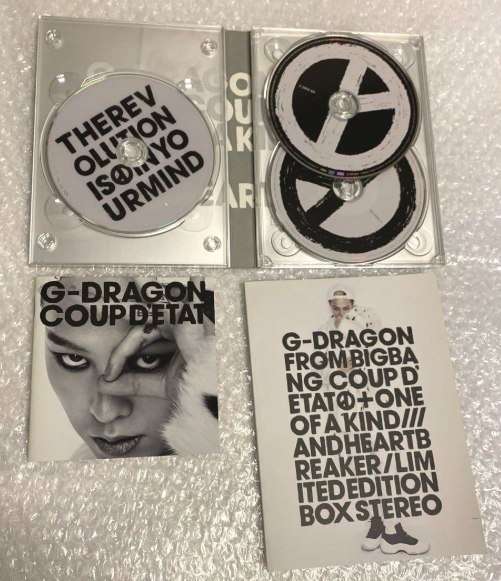 THEREV
OLUTION
ISINYO
URMIND
G-DRAGON
COUP D'ETAT
G-DRAGON
FROM BIGBA
NG COUP D'
ETAT+ONE
OF A KIND///
AND HEARTB
REAKER/LIM
ITED EDITION
BOX STEREO